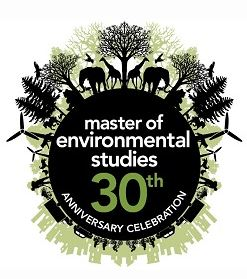 master of
environmental
studies
30th
ANNIVERSARY CELEBRATION